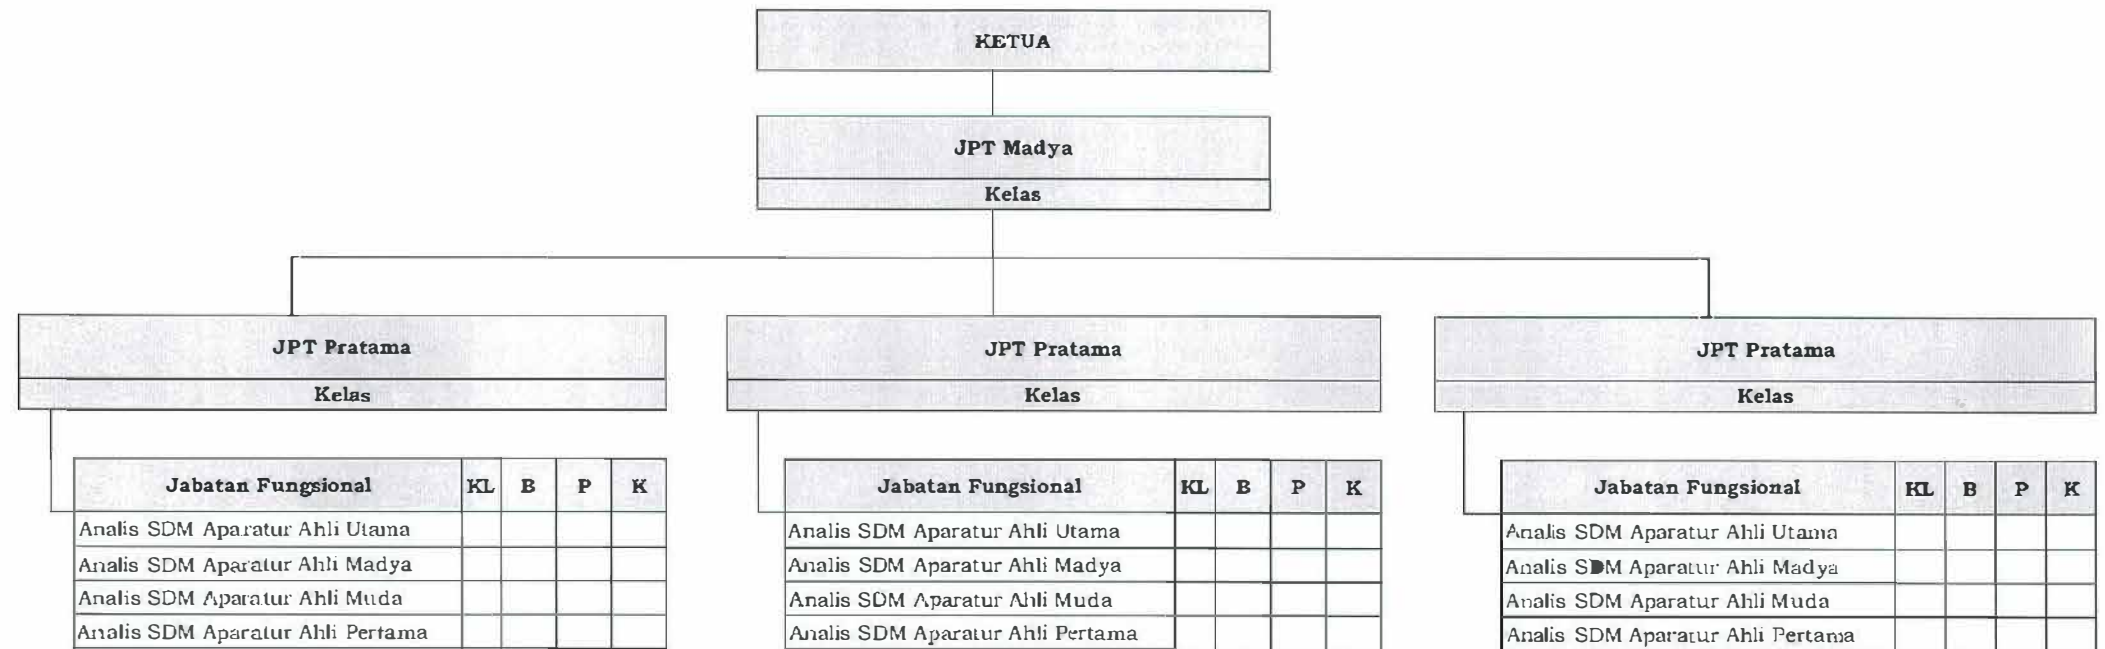 KETUA
JPT Madya
Kelas
JPT Pratama
Kelas
Jabatan Fungsional KL B P K
Analis SDM Aparatur Ahli Utama
Analis SDM Aparatur Ahli Madya
Analis SDM Aparatur Ahli Muda
Analis SDM Aparatur Ahli Pertama
JPT Pratama
Kelas
Jabatan Fungsional KL B P K
Analis SDM Aparatur Ahli Utama
Analis SDM Aparatur Ahli Madya
Analis SDM Aparatur Ahli Muda
Analis SDM Aparatur Ahli Pertama
JPT Pratama
Kelas
Jabatan Fungsional KL B P K
Analis SDM Aparatur Ahli Utama
Analis SDM Aparatur Ahli Madya
Analis SDM Aparatur Ahli Muda
Analis SDM Aparatur Ahli Pertama